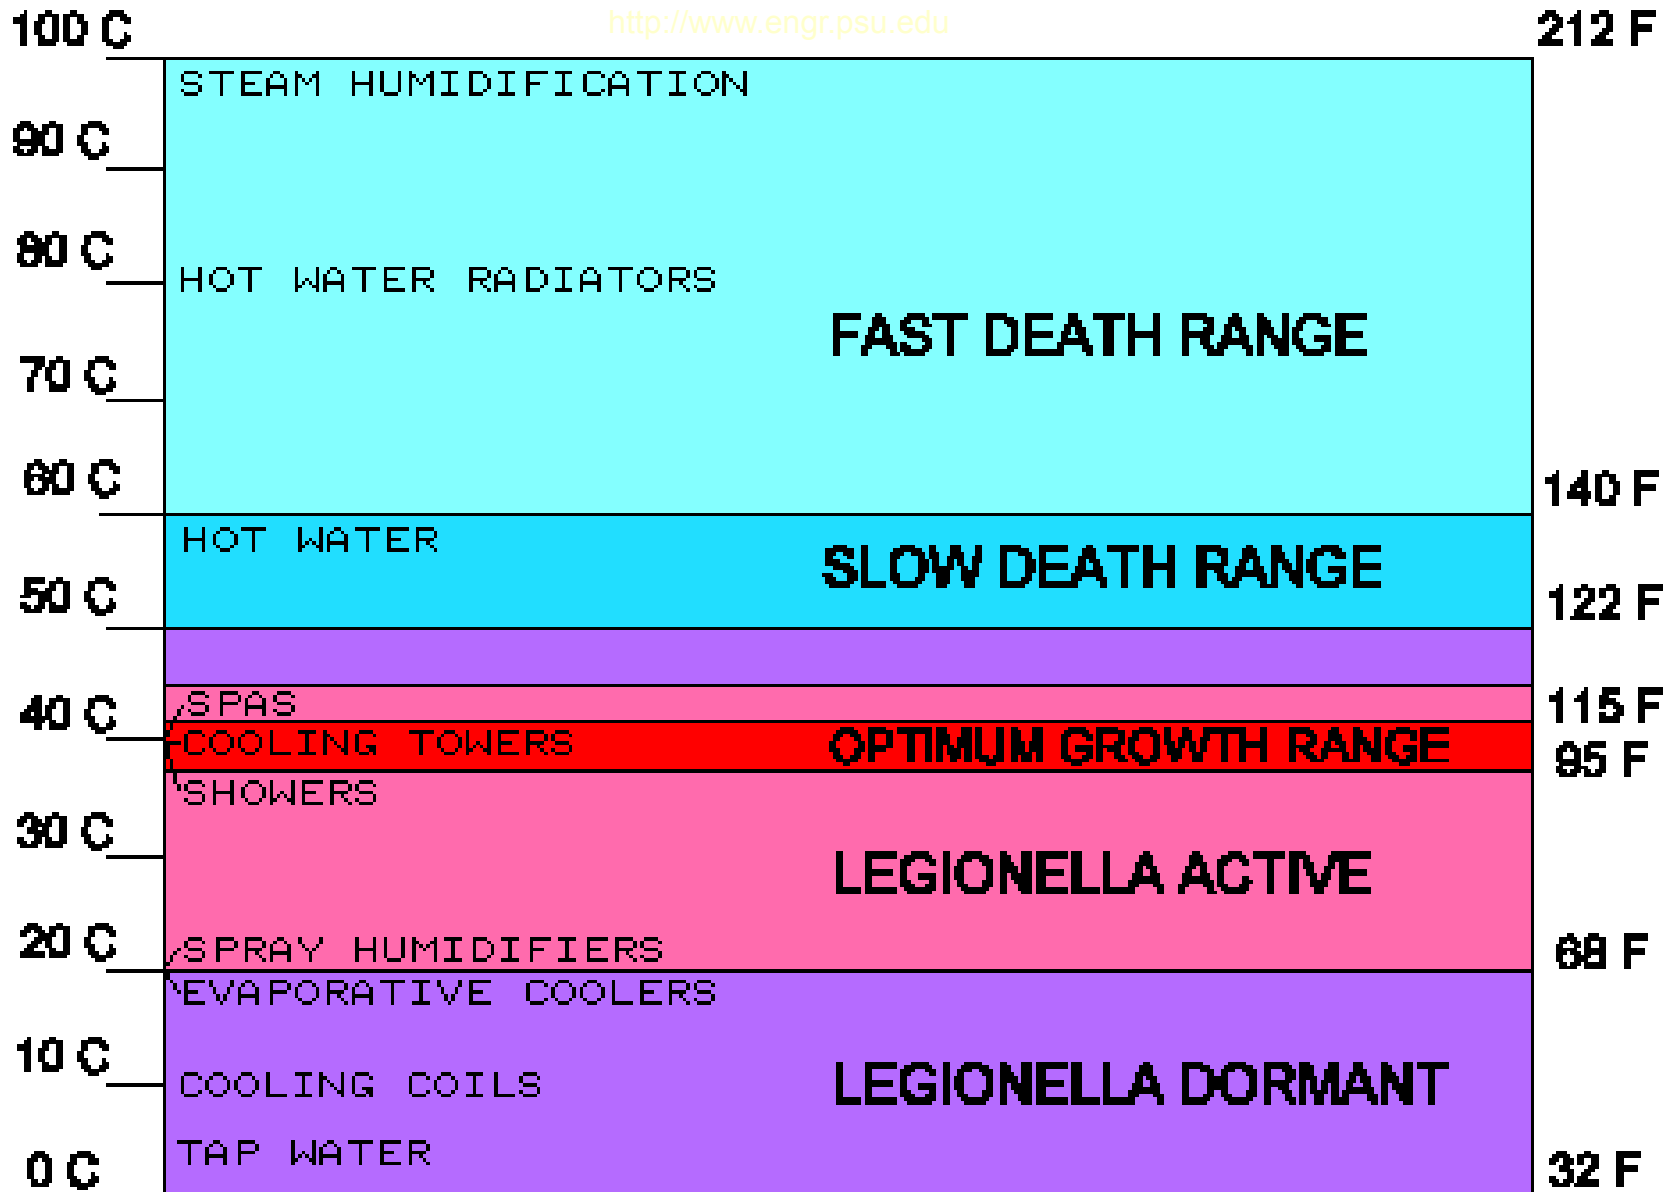 http://www.engr.psu.edu
100 C
212 F
STEAM HUMIDIFICATION
90 C
80 C
HOT WATER RADIATORS
FAST DEATH RANGE
70 C
60 C
140 F
HOT WATER
SLOW DEATH RANGE
50 C
122 F
SPAS
40 C
115 F
COOLING TOWERS
OPTIMUM GROWTH RANGE
95 F
SHOWERS
30 C
LEGIONELLA ACTIVE
20 C
SPRAY HUMIDIFIERS
68 F
EVAPORATIVE COOLERS
10 C
COOLING COILS
LEGIONELLA DORMANT
TAP WATER
0 C
32 F